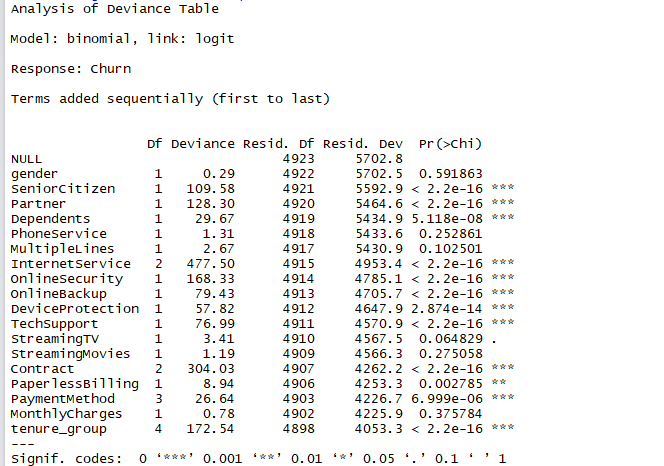 Analysis of Deviance Table
Model: binomial, link: logit
Response: Churn
Terms added sequentially (first to last)
Df Deviance Resid. Df Resid. Dev Pr(>Chi)
NULL 4923 5702.8
gender 1 0.29 4922 5702.5 0.591863
SeniorCitizen 1 109.58 4921 5592.9 < 2.2e-16 ***
Partner 1 128.30 4920 5464.6 < 2.2e-16 ***
Dependents 1 29.67 4919 5434.9 5.118e-08 ***
PhoneService 1 1.31 4918 5433.6 0.252861
MultipleLines 1 2.67 4917 5430.9 0.102501
InternetService 2 477.50 4915 4953.4 < 2.2e-16 ***
OnlineSecurity 1 168.33 4914 4785.1 < 2.2e-16 ***
OnlineBackup 1 79.43 4913 4705.7 < 2.2e-16 ***
DeviceProtection 1 57.82 4912 4647.9 2.874e-14 ***
TechSupport 1 76.99 4911 4570.9 < 2.2e-16 ***
StreamingTV 1 3.41 4910 4567.5 0.064829 .
StreamingMovies 1 1.19 4909 4566.3 0.275058
Contract 2 304.03 4907 4262.2 < 2.2e-16 ***
PaperlessBilling 1 8.94 4906 4253.3 0.002785 **
PaymentMethod 3 26.64 4903 4226.7 6.999e-06 ***
MonthlyCharges 1 0.78 4902 4225.9 0.375784
tenure_group 4 172.54 4898 4053.3 < 2.2e-16 ***
---
Signif. codes: 0 ‘***’ 0.001 ‘**’ 0.01 ‘*’ 0.05 ‘.’ 0.1 ‘ ’ 1